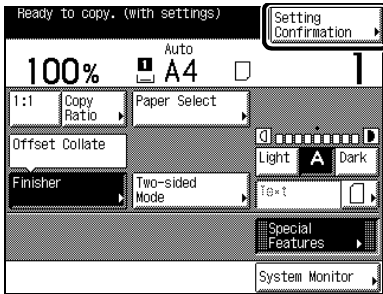 Ready to copy. (with settings)
Setting
Confirmation
100%
Auto
1 A4
1
1:1
Copy
Ratio
Paper Select
Offset Collate
Light
A
Dark
Finisher
Two-sided
Mode
Text
Special
Features
System Monitor